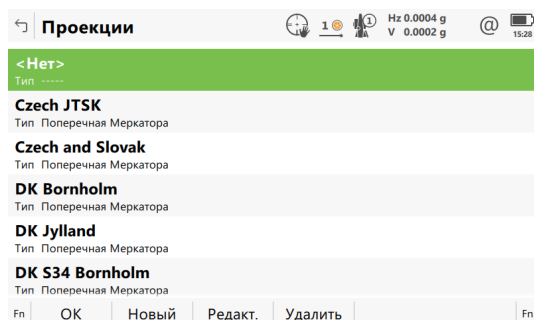 Проекции
1
1
Hz 0.0004 g
V 0.0002 g
@
15:28
<Нет>
Тип -----
Czech JTSK
Тип Поперечная Меркатора
Czech and Slovak
Тип Поперечная Меркатора
DK Bornholm
Тип Поперечная Меркатора
DK Jylland
Тип Поперечная Меркатора
DK S34 Bornholm
Тип Поперечная Меркатора
Fn OK Новый Редакт. Удалить Fn